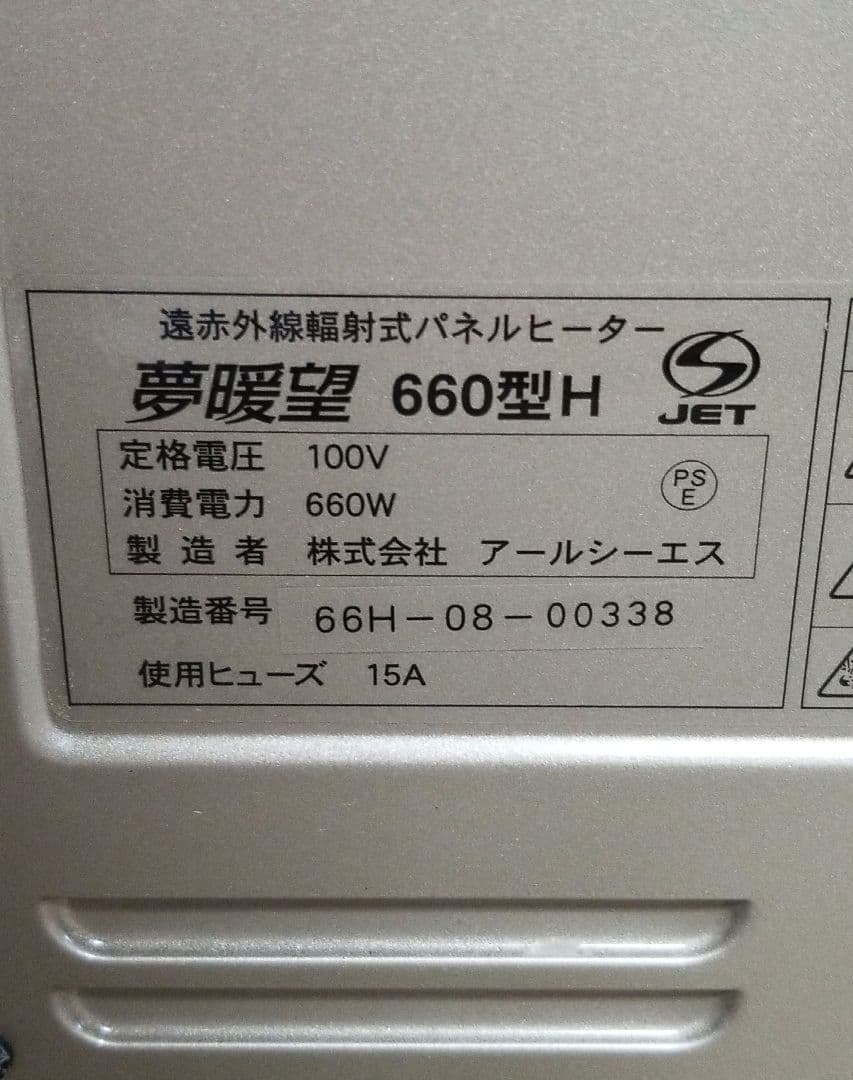 遠赤外線輻射式パネルヒーター
夢暖望 660型H
JET
定格電圧 100V
PS
E
消費電力 660W
製造者 株式会社 アールシーエス
製造番号 66H-08-00338
使用ヒューズ 15A